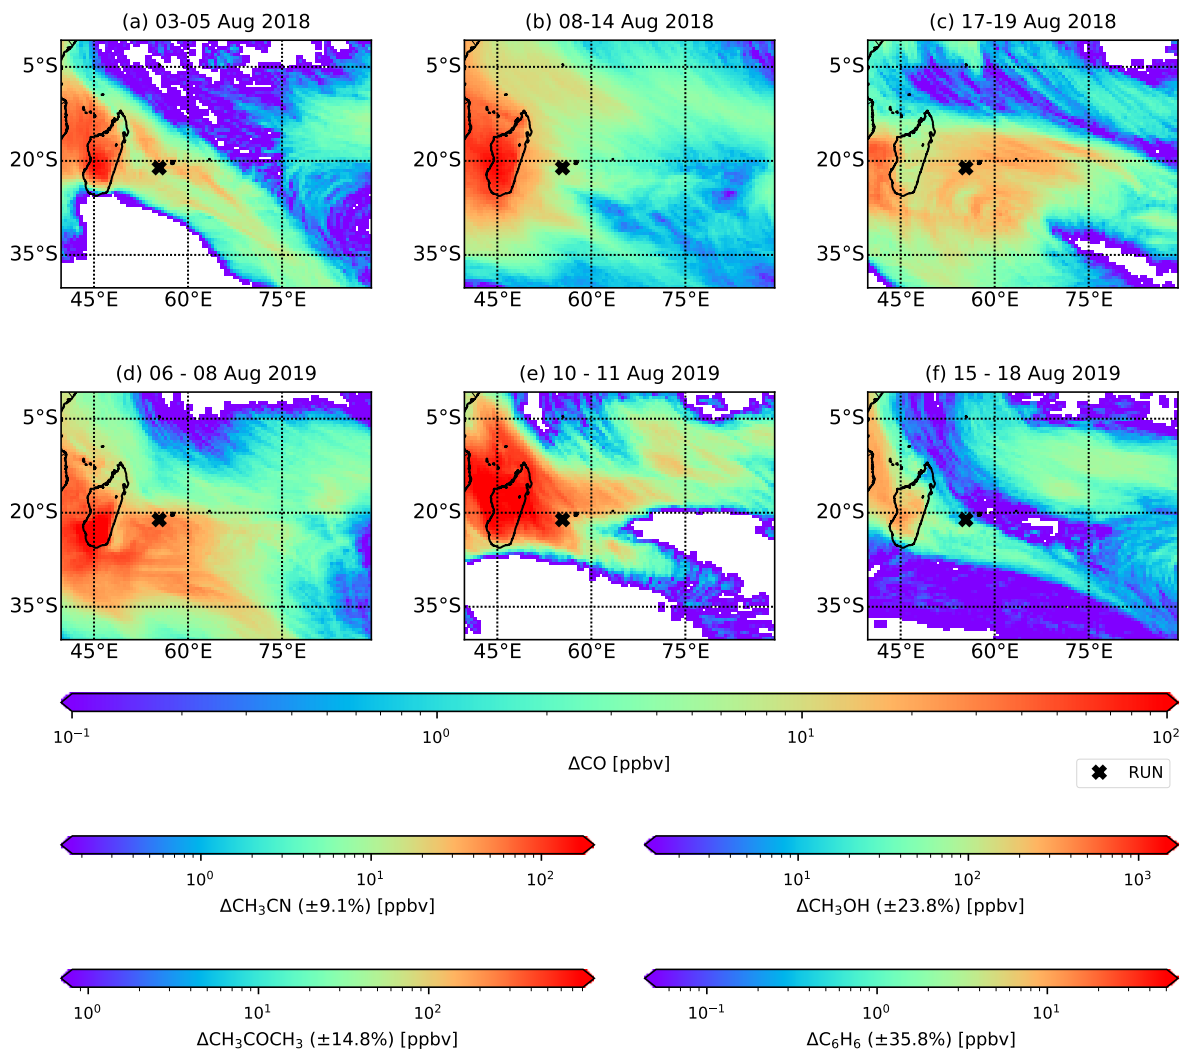 (a) 03-05 Aug 2018
(b) 08-14 Aug 2018
(c) 17-19 Aug 2018
5°S
20°S
35°S
45°E 60°E 75°E
5°S
20°S
35°S
45°E 60°E 75°E
5°S
20°S
35°S
45°E 60°E 75°E
(d) 06 - 08 Aug 2019
(e) 10 - 11 Aug 2019
(f) 15 - 18 Aug 2019
5°S
20°S
35°S
45°E 60°E 75°E
5°S
20°S
35°S
45°E 60°E 75°E
5°S
20°S
35°S
45°E 60°E 75°E
10⁻¹ 10⁰ 10¹ 10²
ΔCO [ppbv]
RUN
10⁰ 10¹ 10²
ΔCH₃CN (±9.1%) [ppbv]
10¹ 10² 10³
ΔCH₃OH (±23.8%) [ppbv]
10⁰ 10¹ 10²
ΔCH₃COCH₃ (±14.8%) [ppbv]
10⁻¹ 10⁰ 10¹
ΔC₆H₆ (±35.8%) [ppbv]